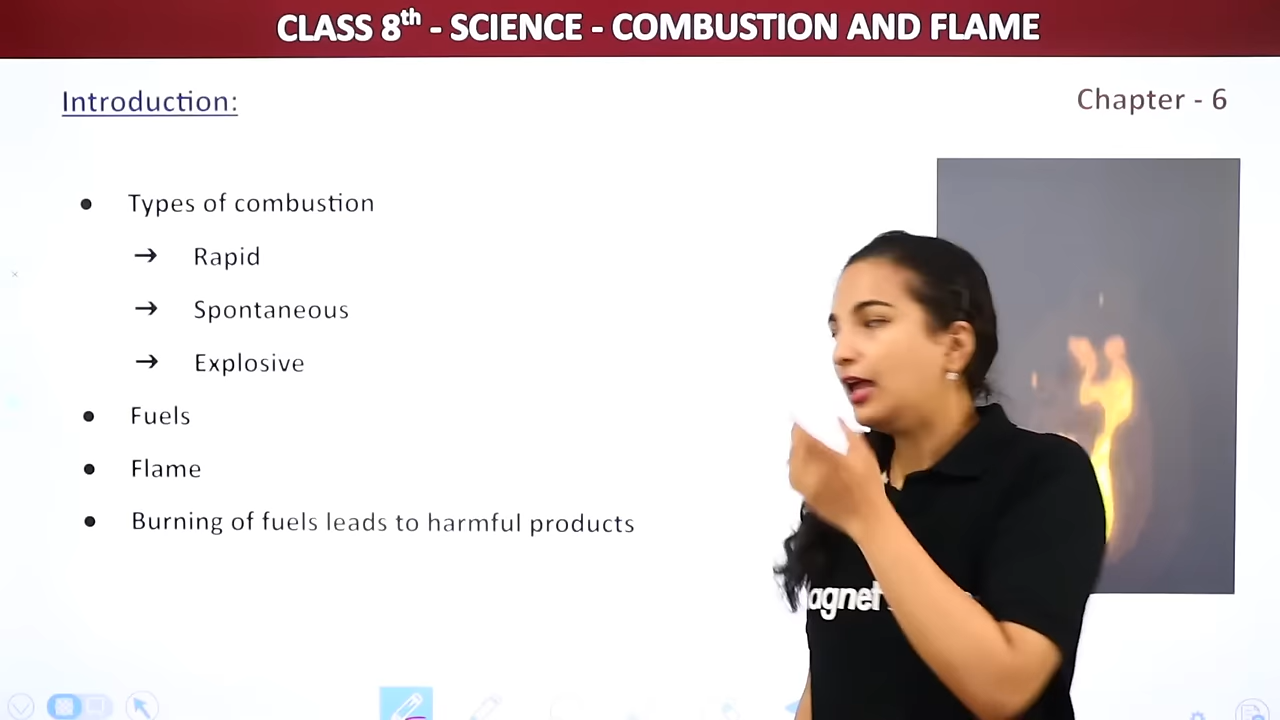 CLASS 8th - SCIENCE - COMBUSTION AND FLAME
Introduction:
Chapter - 6
● Types of combustion
→ Rapid
→ Spontaneous
→ Explosive
● Fuels
● Flame
● Burning of fuels leads to harmful products